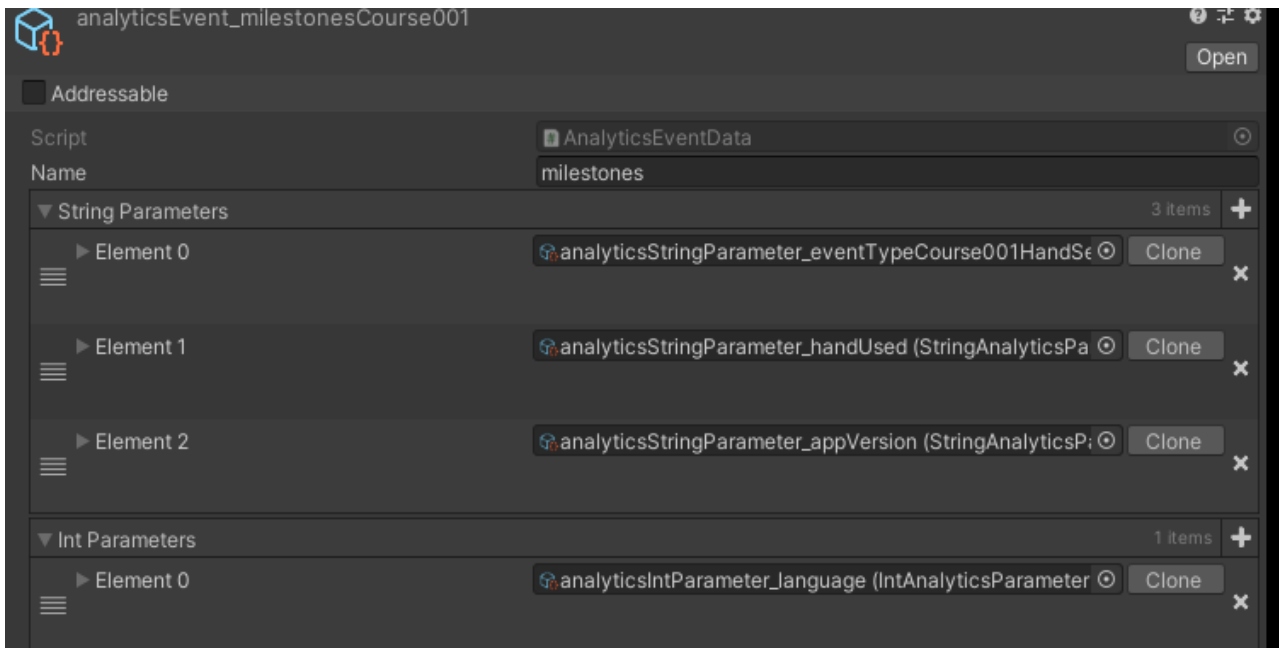 analyticsEvent_milestonesCourse001
Open
Addressable
Script AnalyticsEventData
Name milestones
String Parameters 3 items
Element 0 analyticsStringParameter_eventTypeCourse001HandSe Clone
Element 1 analyticsStringParameter_handUsed (StringAnalyticsPa Clone
Element 2 analyticsStringParameter_appVersion (StringAnalyticsPa Clone
Int Parameters 1 items
Element 0 analyticsIntParameter_language (IntAnalyticsParameter Clone